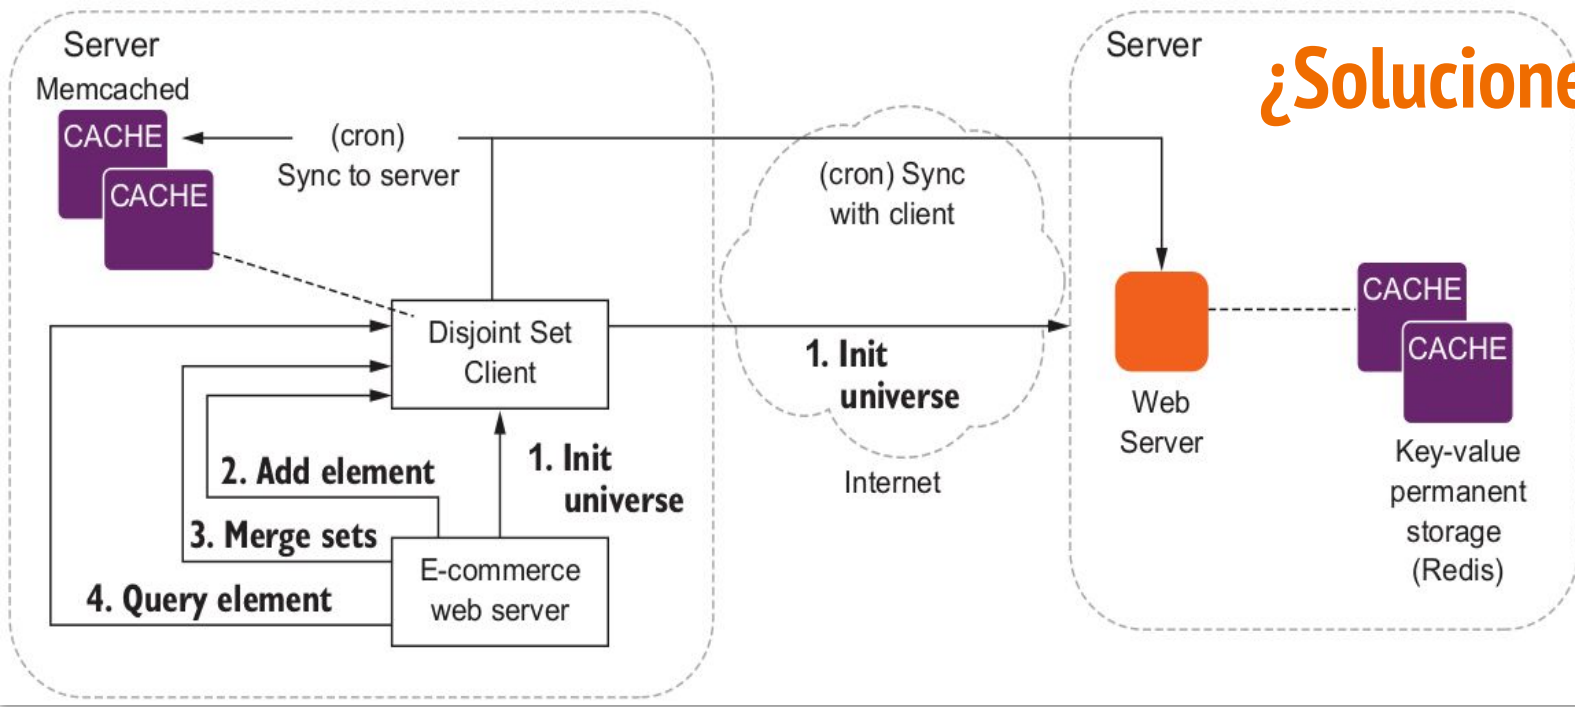 Server
Memcached
CACHE
CACHE
(cron)
Sync to server
Disjoint Set
Client
1. Init
universe
2. Add element
3. Merge sets
4. Query element
E-commerce
web server
(cron) Sync
with client
1. Init
universe
Internet
Server
¿Solucione
Web
Server
CACHE
CACHE
Key-value
permanent
storage
(Redis)